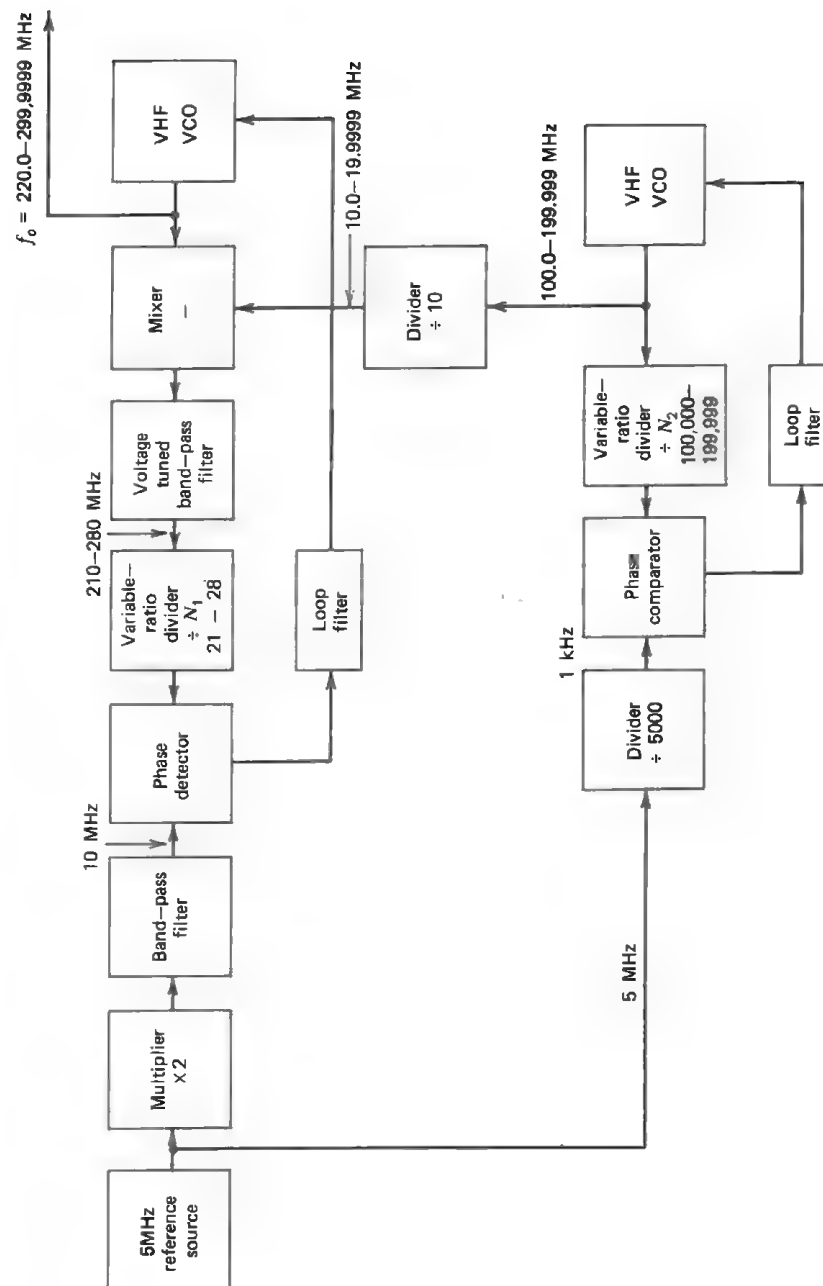 5MHz
reference
source
Multiplier
x2
Band-pass
filter
10 MHz
Phase
detector
Variable-
ratio
divider
÷ N₁
21 - 28
210-280 MHz
Voltage
tuned
band-pass
filter
Mixer
-
VHF
VCO
f₀ = 220.0-299,9999 MHz
Loop
filter
10.0-19.9999 MHz
Divider
÷ 10
100.0-199.999 MHz
5 MHz
Divider
÷ 5000
1 kHz
Phase
comparator
Variable-
ratio
divider
÷ N₂
100,000-
199,999
VHF
VCO
Loop
filter